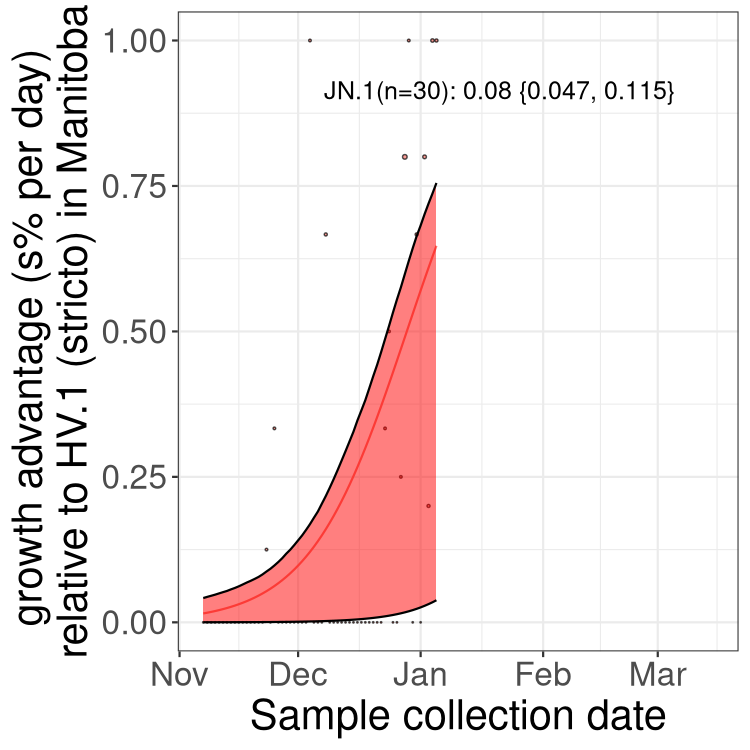 growth advantage (s% per day)
relative to HV.1 (stricto) in Manitoba
1.00
0.75
0.50
0.25
0.00
JN.1(n=30): 0.08 {0.047, 0.115}
Nov Dec Jan Feb Mar
Sample collection date